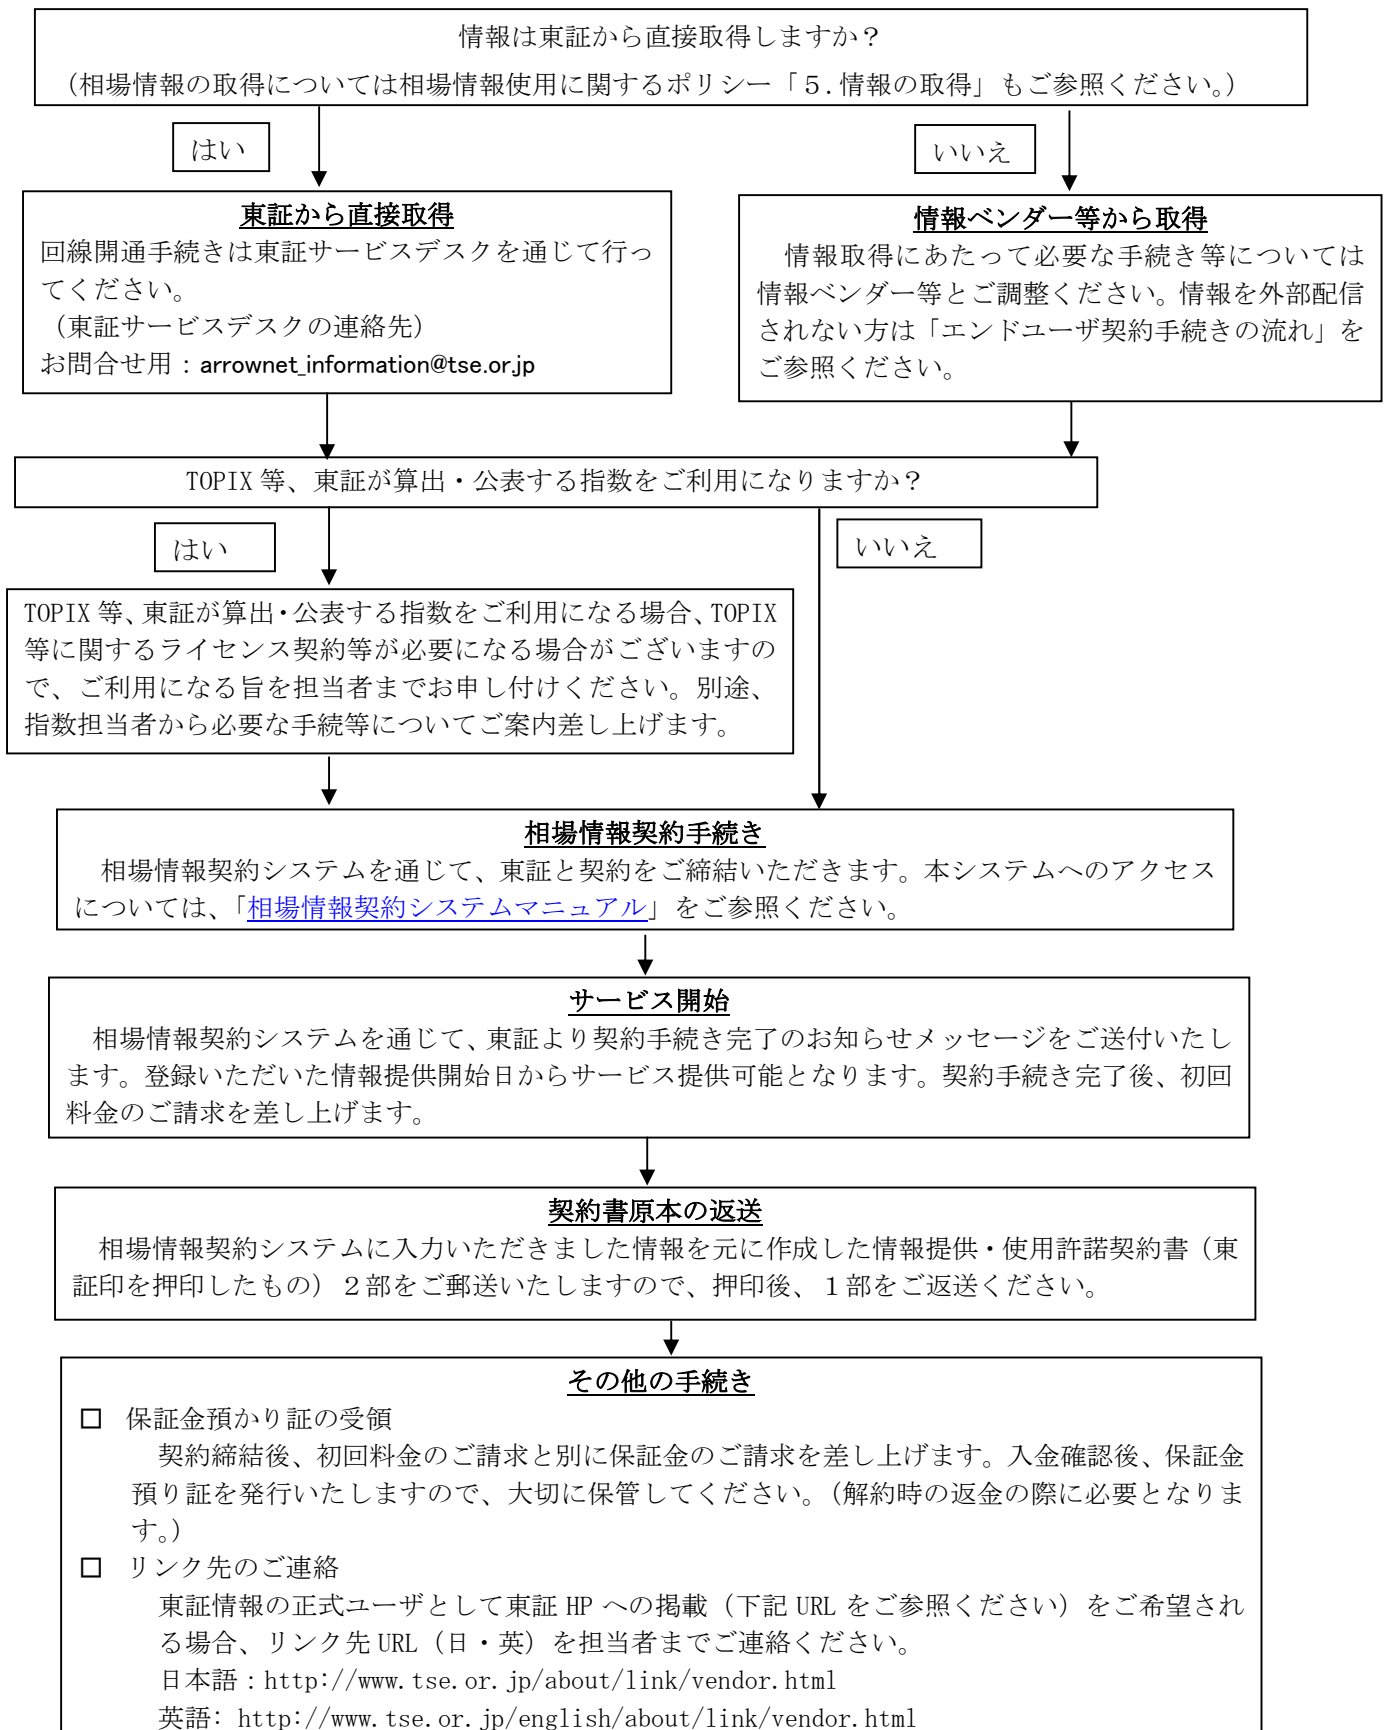 情報は東証から直接取得しますか？
（相場情報の取得については相場情報使用に関するポリシー「５.情報の取得」もご参照ください。）
はい
いいえ
東証から直接取得
回線開通手続きは東証サービスデスクを通じて行っ
てください。
（東証サービスデスクの連絡先）
お問合せ用：arrownet_information@tse.or.jp
情報ベンダー等から取得
情報取得にあたって必要な手続き等については
情報ベンダー等とご調整ください。情報を外部配信
されない方は「エンドユーザ契約手続きの流れ」を
ご参照ください。
TOPIX 等、東証が算出・公表する指数をご利用になりますか？
はい
いいえ
TOPIX 等、東証が算出・公表する指数をご利用になる場合、TOPIX
等に関するライセンス契約等が必要になる場合がございますの
で、ご利用になる旨を担当者までお申し付けください。別途、
指数担当者から必要な手続等についてご案内差し上げます。
相場情報契約手続き
相場情報契約システムを通じて、東証と契約をご締結いただきます。本システムへのアクセス
については、「相場情報契約システムマニュアル」をご参照ください。
サービス開始
相場情報契約システムを通じて、東証より契約手続き完了のお知らせメッセージをご送付いたし
ます。登録いただいた情報提供開始日からサービス提供可能となります。契約手続き完了後、初回
料金のご請求を差し上げます。
契約書原本の返送
相場情報契約システムに入力いただきました情報を元に作成した情報提供・使用許諾契約書（東
証印を押印したもの）２部をご郵送いたしますので、押印後、１部をご返送ください。
その他の手続き
□ 保証金預かり証の受領
契約締結後、初回料金のご請求と別に保証金のご請求を差し上げます。入金確認後、保証金
預り証を発行いたしますので、大切に保管してください。（解約時の返金の際に必要となりま
す。）
□ リンク先のご連絡
東証情報の正式ユーザとして東証 HP への掲載（下記 URL をご参照ください）をご希望され
る場合、リンク先 URL（日・英）を担当者までご連絡ください。
日本語：http://www.tse.or.jp/about/link/vendor.html
英語: http://www.tse.or.jp/english/about/link/vendor.html